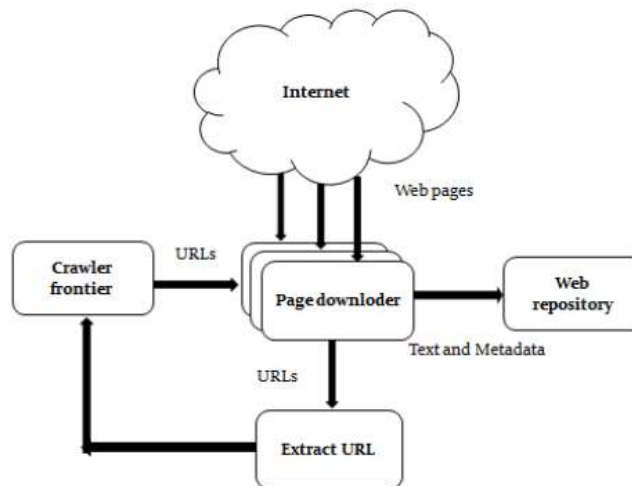 Internet
Web pages
URLs
Crawler
frontier
Page downloder
Web
repository
Text and Metadata
URLs
Extract URL